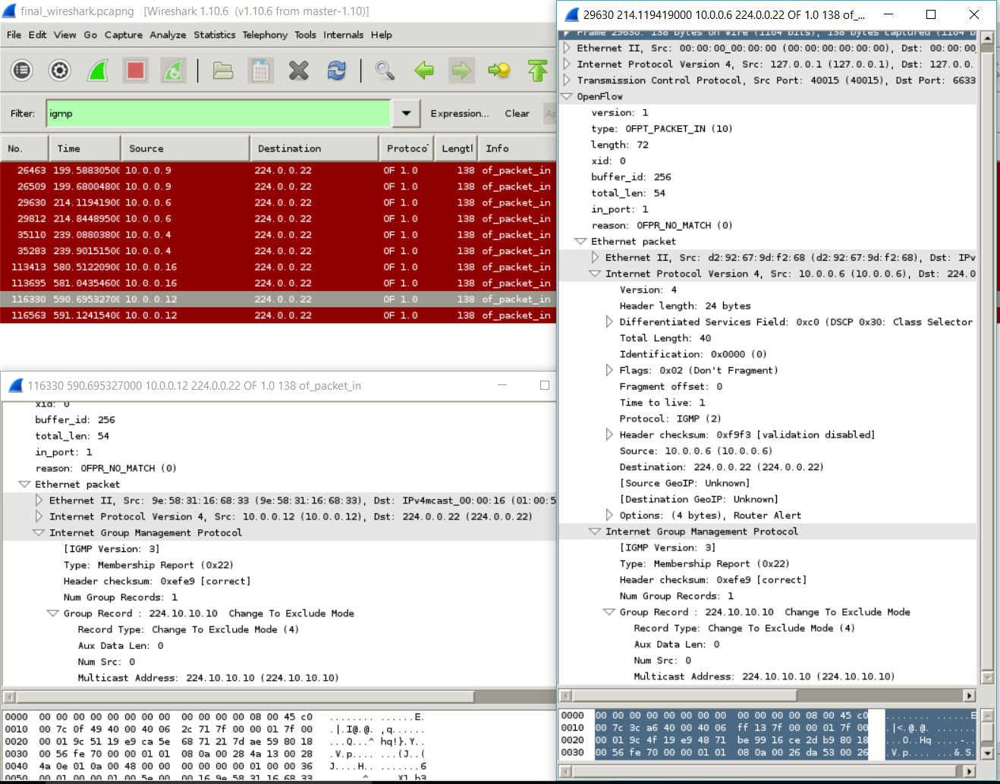 final_wireshark.pcapng [Wireshark 1.10.6 (v1.10.6 from master-1.10)]
File Edit View Go Capture Analyze Statistics Telephony Tools Internals Help
Filter: igmp Expression... Clear
No. Time Source Destination Protoco Lengtl Info
26463 199.58830500 10.0.0.9 224.0.0.22 OF 1.0 138 of_packet_in
26509 199.68004800 10.0.0.9 224.0.0.22 OF 1.0 138 of_packet_in
29630 214.11941900 10.0.0.6 224.0.0.22 OF 1.0 138 of_packet_in
29812 214.84489500 10.0.0.6 224.0.0.22 OF 1.0 138 of_packet_in
35110 239.08803800 10.0.0.4 224.0.0.22 OF 1.0 138 of_packet_in
35283 239.90151500 10.0.0.4 224.0.0.22 OF 1.0 138 of_packet_in
113413 580.51220900 10.0.0.16 224.0.0.22 OF 1.0 138 of_packet_in
113695 581.04354600 10.0.0.16 224.0.0.22 OF 1.0 138 of_packet_in
116330 590.69532700 10.0.0.12 224.0.0.22 OF 1.0 138 of_packet_in
116563 591.12415400 10.0.0.12 224.0.0.22 OF 1.0 138 of_packet_in
116330 590.695327000 10.0.0.12 224.0.0.22 OF 1.0 138 of_packet_in
xid: 0
buffer_id: 256
total_len: 54
in_port: 1
reason: OFPR_NO_MATCH (0)
Ethernet packet
Ethernet II, Src: 9e:58:31:16:68:33 (9e:58:31:16:68:33), Dst: IPv4mcast_00:00:16 (01:00:5
Internet Protocol Version 4, Src: 10.0.0.12 (10.0.0.12), Dst: 224.0.0.22 (224.0.0.22)
Internet Group Management Protocol
[IGMP Version: 3]
Type: Membership Report (0x22)
Header checksum: 0xefe9 [correct]
Num Group Records: 1
Group Record : 224.10.10.10 Change To Exclude Mode
Record Type: Change To Exclude Mode (4)
Aux Data Len: 0
Num Src: 0
Multicast Address: 224.10.10.10 (224.10.10.10)
0000 00 00 00 00 00 00 00 00 00 00 00 00 08 00 45 c0 ........ ......E.
0010 00 7c 0f 49 40 00 40 06 2c 71 7f 00 00 01 7f 00 .|.I@.@. ,q......
0020 00 01 9c 51 19 e9 ca 5e 68 71 21 7d ae 59 80 18 ...Q...^ hq!}.Y..
0030 00 56 fe 70 00 00 01 01 08 0a 00 28 4a 13 00 28 .V.p.... ...(J..(
0040 4a 0e 01 0a 00 48 00 00 00 00 00 00 01 00 00 36 J....H.. .......6
0050 01 00 00 01 00 5e 00 00 16 9e 58 31 16 68 33
29630 214.119419000 10.0.0.6 224.0.0.22 OF 1.0 138 of_...
Frame 29630: 138 bytes on wire (1104 bits), 138 bytes captured (1104 b
Ethernet II, Src: 00:00:00_00:00:00 (00:00:00:00:00:00), Dst: 00:00:00_
Internet Protocol Version 4, Src: 127.0.0.1 (127.0.0.1), Dst: 127.0.0.
Transmission Control Protocol, Src Port: 40015 (40015), Dst Port: 6633
OpenFlow
version: 1
type: OFPT_PACKET_IN (10)
length: 72
xid: 0
buffer_id: 256
total_len: 54
in_port: 1
reason: OFPR_NO_MATCH (0)
Ethernet packet
Ethernet II, Src: d2:92:67:9d:f2:68 (d2:92:67:9d:f2:68), Dst: IPv
Internet Protocol Version 4, Src: 10.0.0.6 (10.0.0.6), Dst: 224.0
Version: 4
Header length: 24 bytes
Differentiated Services Field: 0xc0 (DSCP 0x30: Class Selector
Total Length: 40
Identification: 0x0000 (0)
Flags: 0x02 (Don't Fragment)
Fragment offset: 0
Time to live: 1
Protocol: IGMP (2)
Header checksum: 0xf9f3 [validation disabled]
Source: 10.0.0.6 (10.0.0.6)
Destination: 224.0.0.22 (224.0.0.22)
[Source GeoIP: Unknown]
[Destination GeoIP: Unknown]
Options: (4 bytes), Router Alert
Internet Group Management Protocol
[IGMP Version: 3]
Type: Membership Report (0x22)
Header checksum: 0xefe9 [correct]
Num Group Records: 1
Group Record : 224.10.10.10 Change To Exclude Mode
Record Type: Change To Exclude Mode (4)
Aux Data Len: 0
Num Src: 0
Multicast Address: 224.10.10.10 (224.10.10.10)
0000 00 00 00 00 00 00 00 00 00 00 00 00 08 00 45 c0 ........ ......E
0010 00 7c 3c a6 40 00 40 06 ff 13 7f 00 00 01 7f 00 .|<.@.@. ........
0020 00 01 9c 4f 19 e9 48 71 be 99 16 ce 2d b9 80 18 ...O..Hq ....-...
0030 00 56 fe 70 00 00 01 01 08 0a 00 26 da 53 00 26 .V.p.... ...&.S.